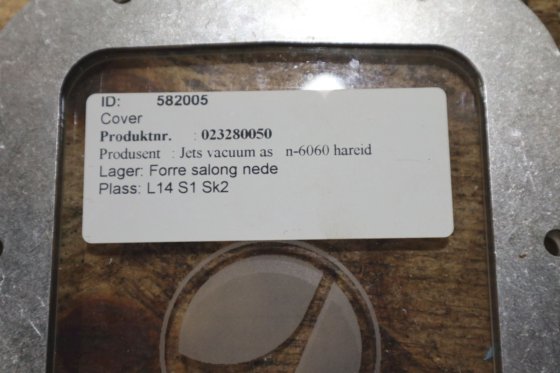 ID: 582005
Cover
Produktnr. : 023280050
Produsent : Jets vacuum as n-6060 hareid
Lager: Forre salong nede
Plass: L14 S1 Sk2